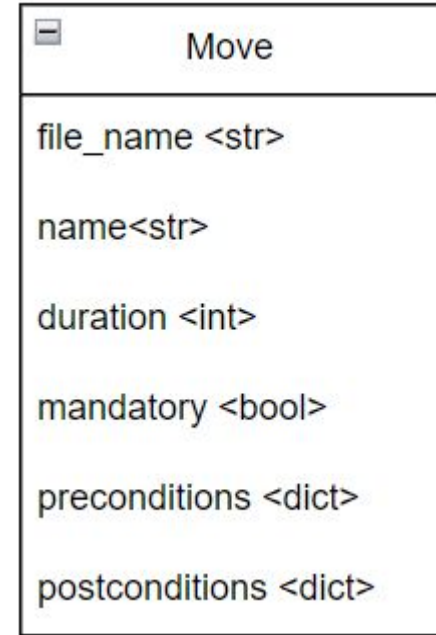 Move
file_name <str>
name<str>
duration <int>
mandatory <bool>
preconditions <dict>
postconditions <dict>